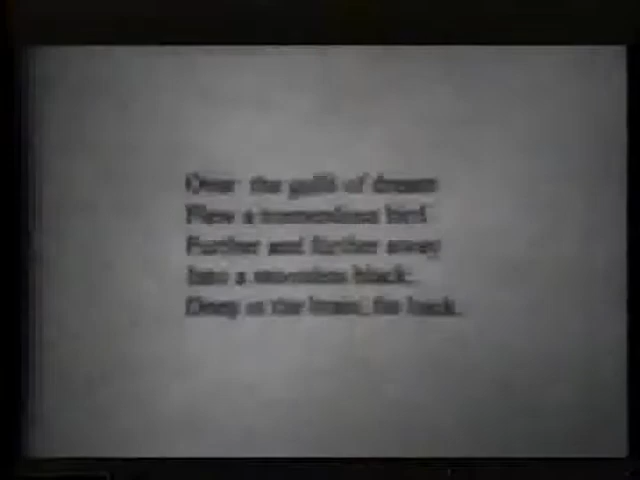 Over the gulf of dream
Flew a tremendous bird
Further and further away
Into a moonless black,
Deep in the brain, far back.